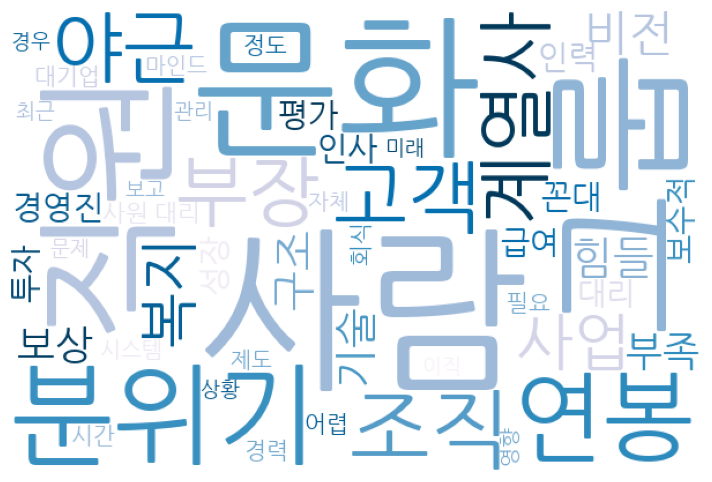 경우
야근
문화
정도
계열사
비전
인력
대기업
마인드
최근
관리
평가
인사
미래
그룹
직원
부장
고객
꼰대
보수적
보고
경영진
사원 대리
자체
문제
투자
복지
성장
사람
구조
회식
급여
힘들
대리
필요
기술
사업
보상
시스템
제도
이직
부족
분위기
상황
조직
연봉
시간
경력
어렵
영향